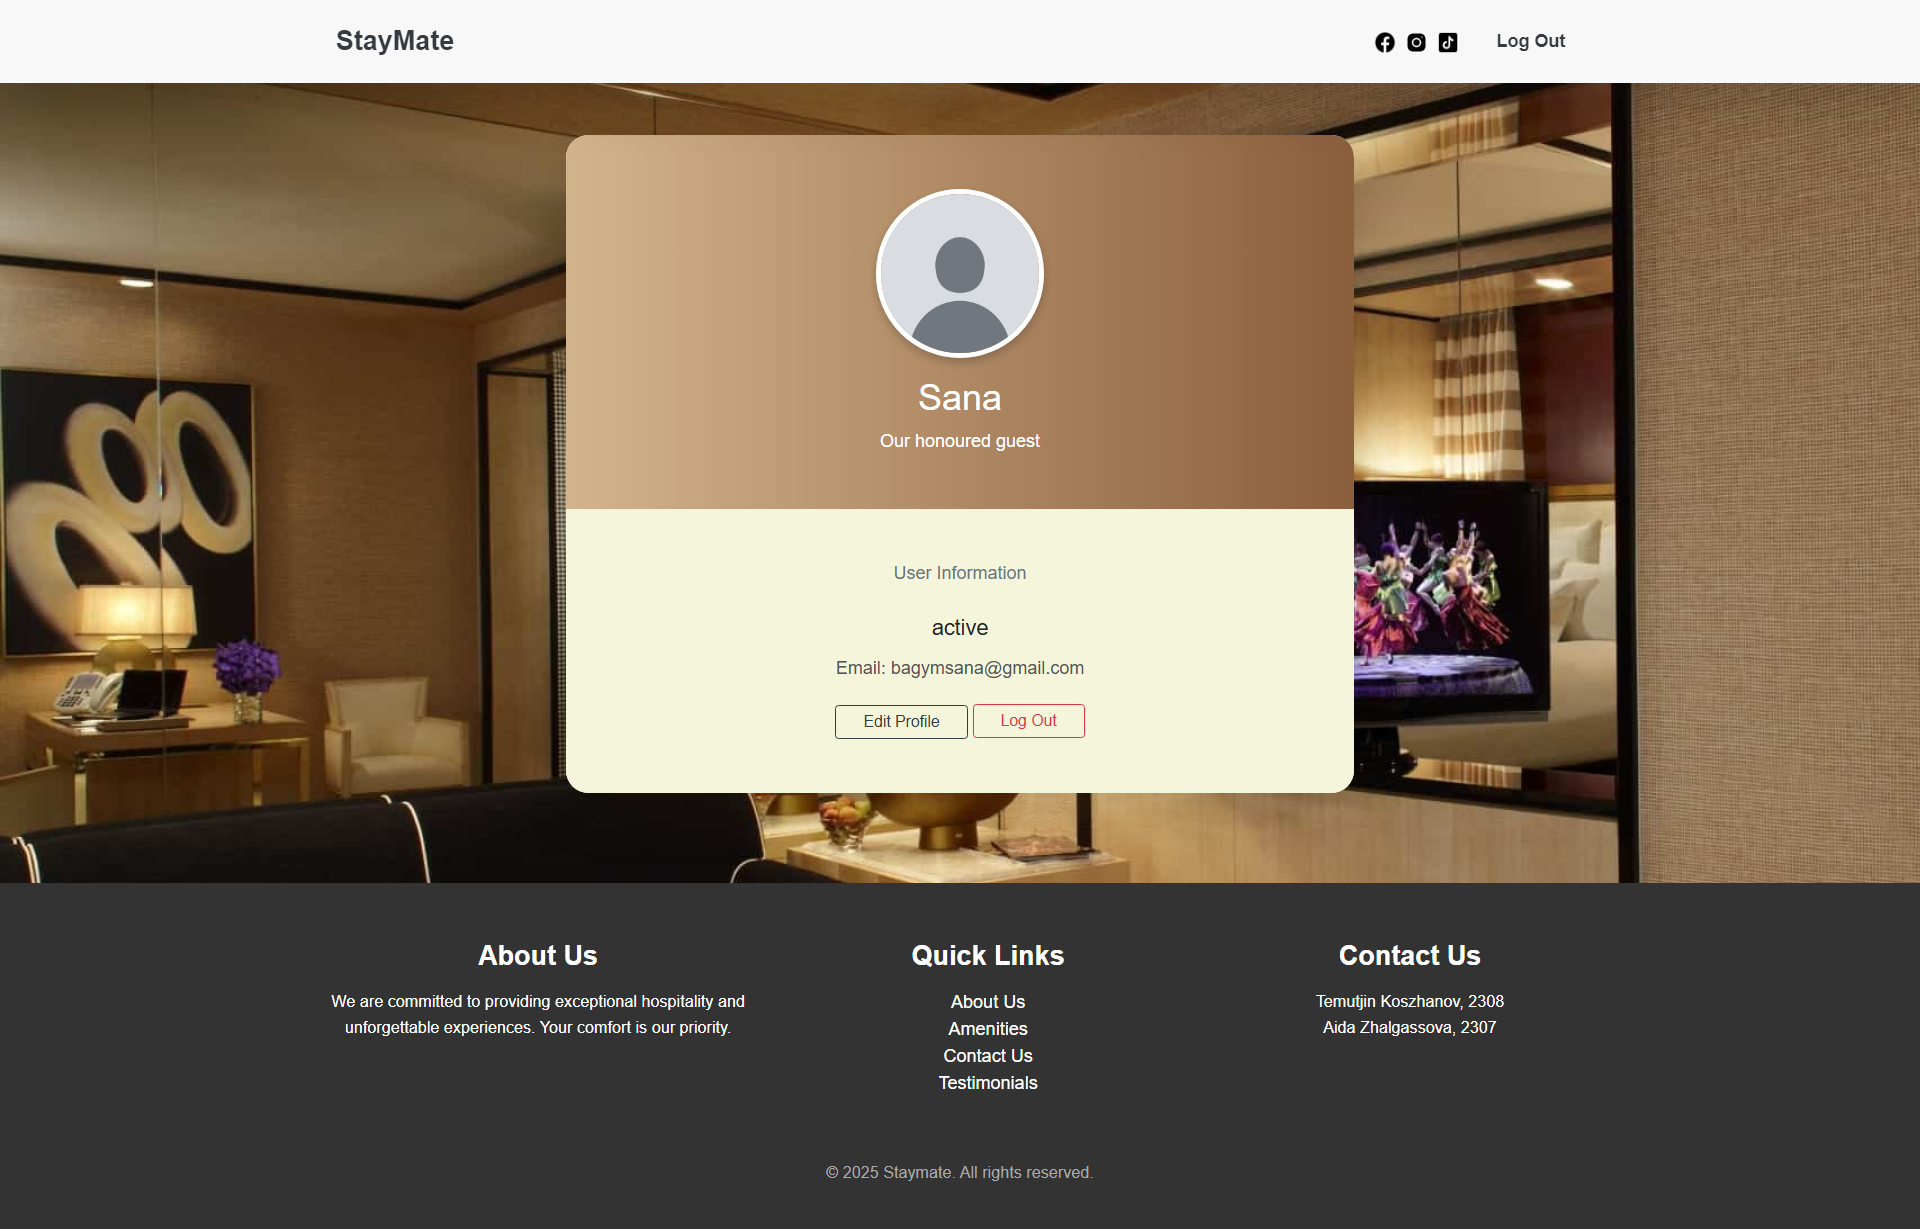 StayMate
Log Out
Sana
Our honoured guest
User Information
active
Email: bagymsana@gmail.com
Edit Profile
Log Out
About Us
We are committed to providing exceptional hospitality and
unforgettable experiences. Your comfort is our priority.
Quick Links
About Us
Amenities
Contact Us
Testimonials
Contact Us
Temutjin Koszhanov, 2308
Aida Zhalgassova, 2307
© 2025 Staymate. All rights reserved.